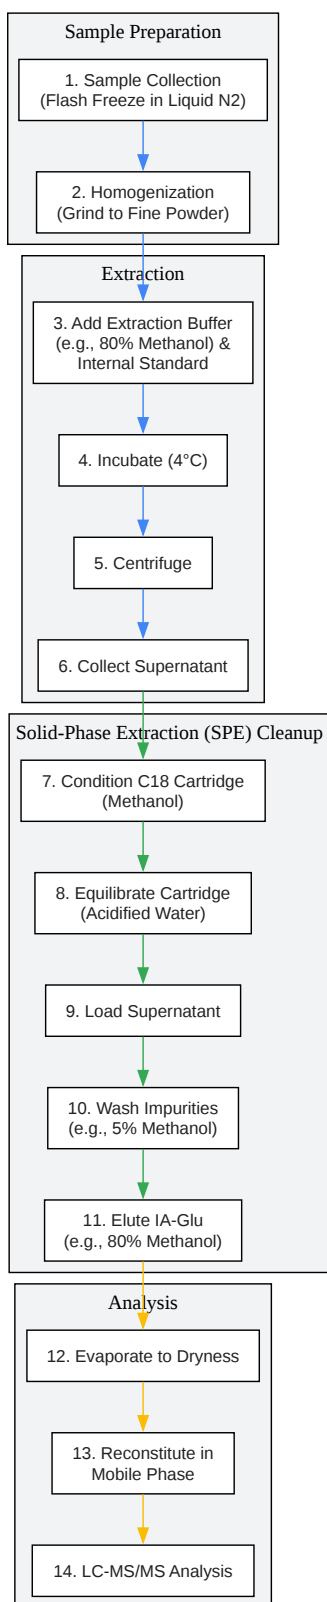 Sample Preparation
1. Sample Collection
(Flash Freeze in Liquid N2)
2. Homogenization
(Grind to Fine Powder)
Extraction
3. Add Extraction Buffer
(e.g., 80% Methanol) &
Internal Standard
4. Incubate (4°C)
5. Centrifuge
6. Collect Supernatant
Solid-Phase Extraction (SPE) Cleanup
7. Condition C18 Cartridge
(Methanol)
8. Equilibrate Cartridge
(Acidified Water)
9. Load Supernatant
10. Wash Impurities
(e.g., 5% Methanol)
11. Elute IA-Glu
(e.g., 80% Methanol)
Analysis
12. Evaporate to Dryness
13. Reconstitute in
Mobile Phase
14. LC-MS/MS Analysis